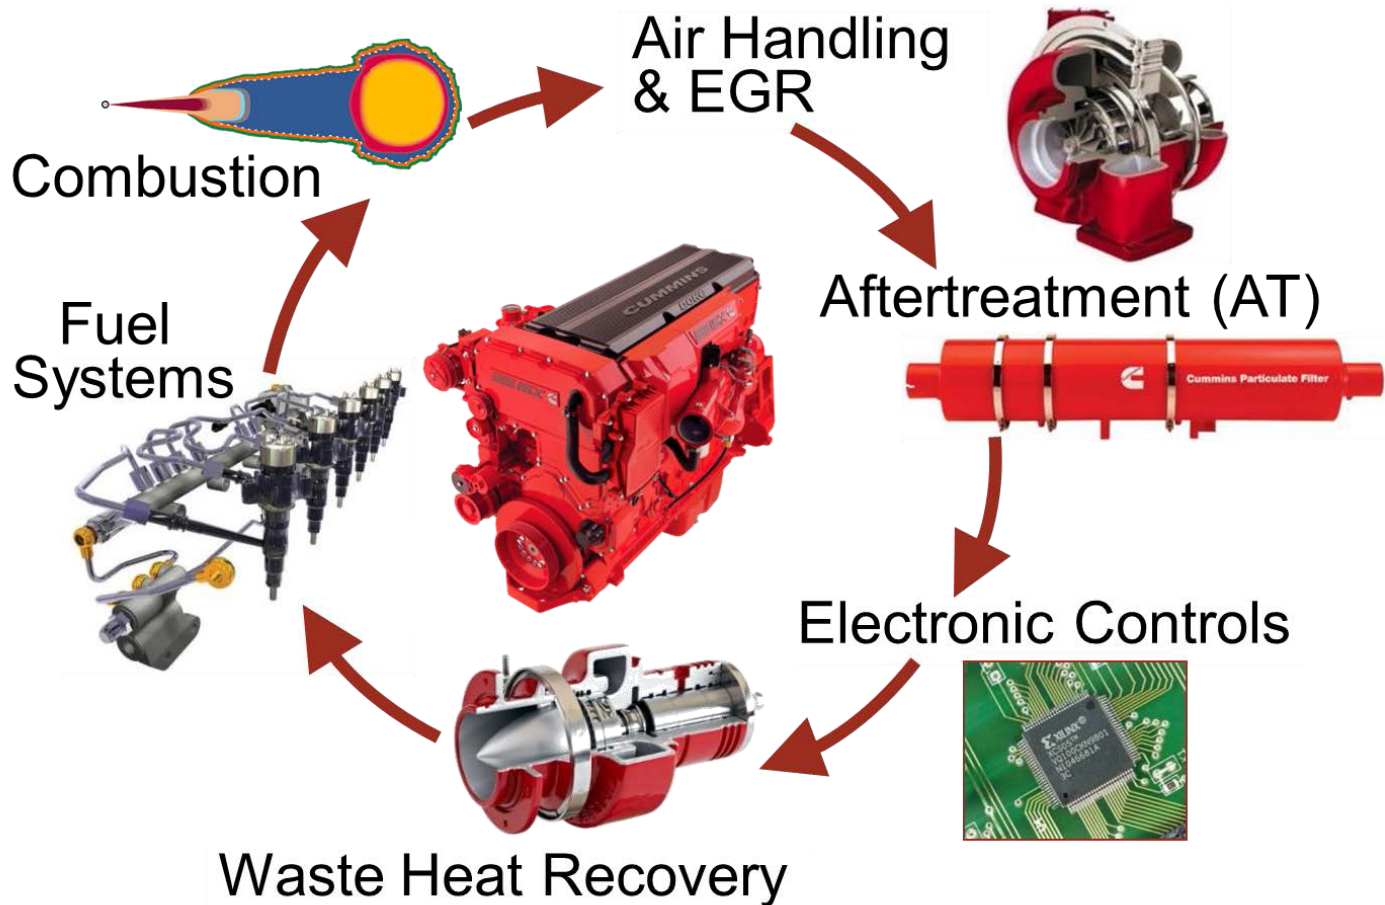 Combustion
Air Handling
& EGR
Aftertreatment (AT)
Cummins Particulate Filter
Electronic Controls
XILINX®
Waste Heat Recovery
Fuel
Systems
CUMMINS